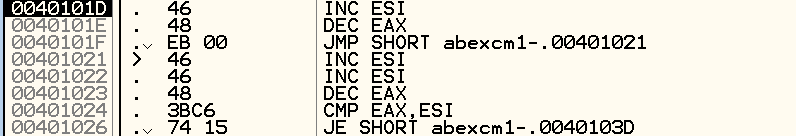 0040101D . 46 INC ESI
0040101E . 48 DEC EAX
0040101F .v EB 00 JMP SHORT abexcm1-.00401021
00401021 > 46 INC ESI
00401022 . 46 INC ESI
00401023 . 48 DEC EAX
00401024 . 3BC6 CMP EAX,ESI
00401026 .v 74 15 JE SHORT abexcm1-.0040103D